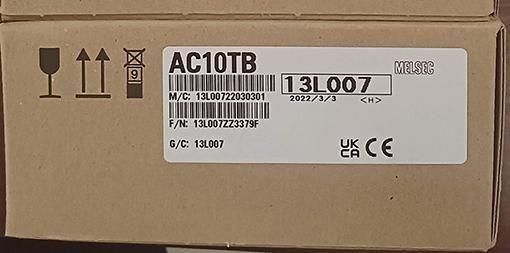 AC10TB
13L007
MELSEC
M/C: 13L00722030301
2022/3/3 <H>
F/N: 13L007ZZ3379F
G/C: 13L007
UK
CA CE
9